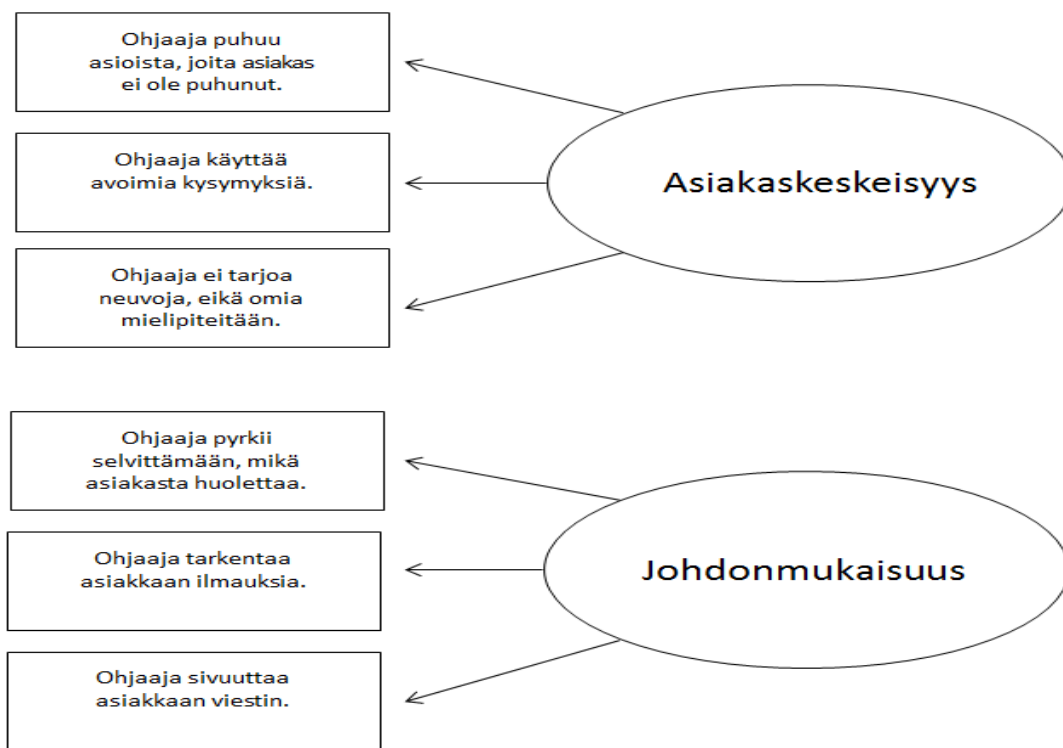 Ohjaaja puhuu
asioista, joita asiakas
ei ole puhunut.
Ohjaaja käyttää
avoimia kysymyksiä.
Asiakaskeskeisyys
Ohjaaja ei tarjoa
neuvoja, eikä omia
mielipiteitään.
Ohjaaja pyrkii
selvittämään, mikä
asiakasta huolettaa.
Ohjaaja tarkentaa
asiakkaan ilmauksia.
Johdonmukaisuus
Ohjaaja sivuuttaa
asiakkaan viestin.